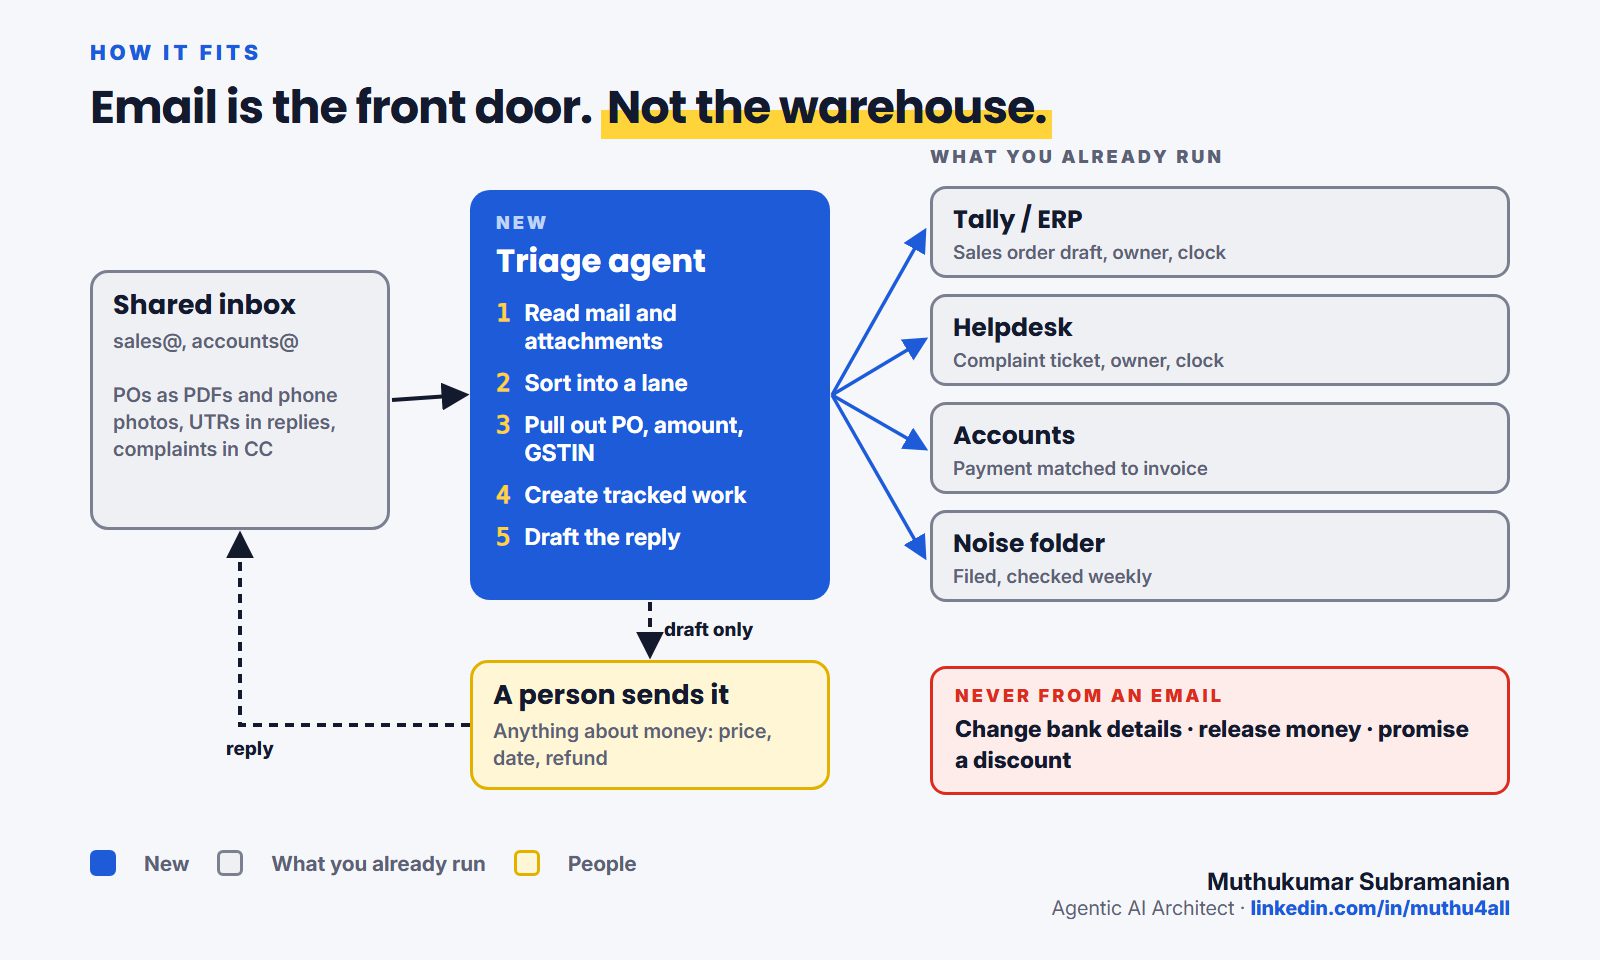 HOW IT FITS
Email is the front door. Not the warehouse.
WHAT YOU ALREADY RUN
Shared inbox
sales@, accounts@
POs as PDFs and phone
photos, UTRs in replies,
complaints in CC
NEW
Triage agent
1 Read mail and
attachments
2 Sort into a lane
3 Pull out PO, amount,
GSTIN
4 Create tracked work
5 Draft the reply
Tally / ERP
Sales order draft, owner, clock
Helpdesk
Complaint ticket, owner, clock
Accounts
Payment matched to invoice
Noise folder
Filed, checked weekly
draft only
A person sends it
Anything about money: price,
date, refund
reply
NEVER FROM AN EMAIL
Change bank details · release money · promise
a discount
New
What you already run
People
Muthukumar Subramanian
Agentic AI Architect · linkedin.com/in/muthu4all